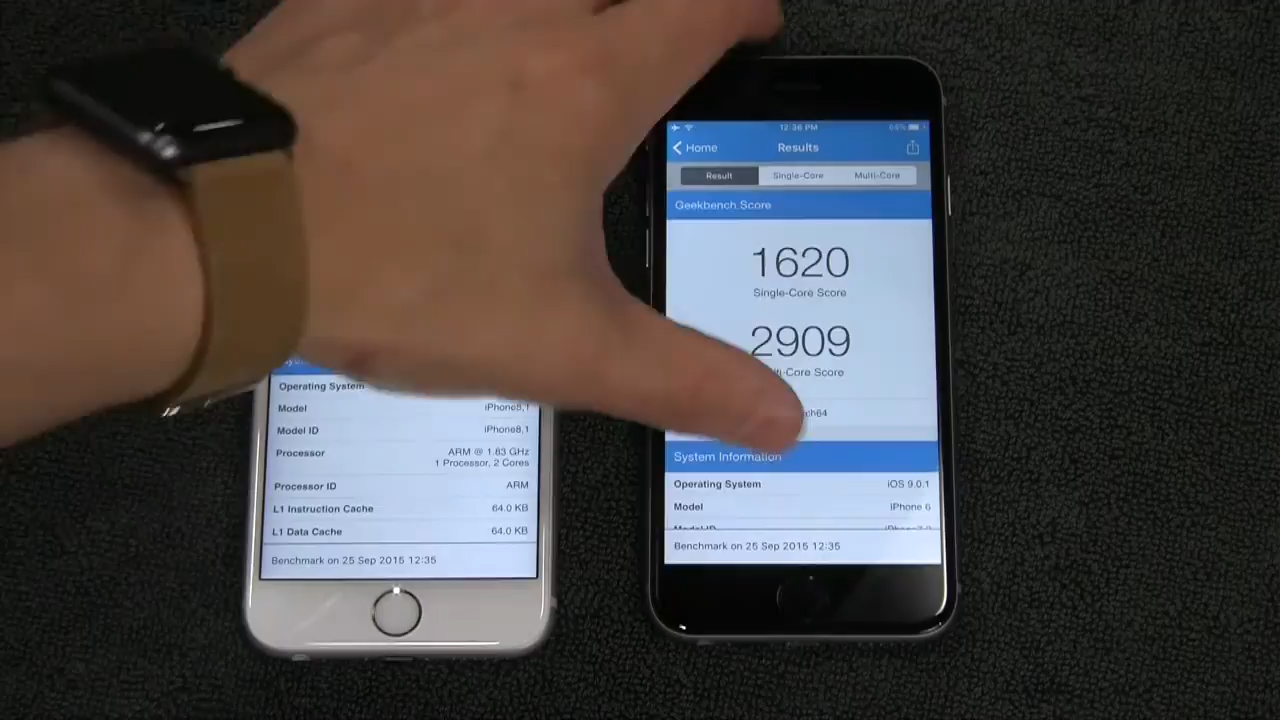 Operating System
Model iPhone8,1
Model ID iPhone8,1
Processor ARM @ 1.83 GHz
1 Processor, 2 Cores
Processor ID ARM
L1 Instruction Cache 64.0 KB
L1 Data Cache 64.0 KB
Benchmark on 25 Sep 2015 12:35
12:36 PM
Home Results
Result Single-Core Multi-Core
Geekbench Score
1620
Single-Core Score
2909
ti-Core Score
ch64
System Information
Operating System iOS 9.0.1
Model iPhone 6
Benchmark on 25 Sep 2015 12:35